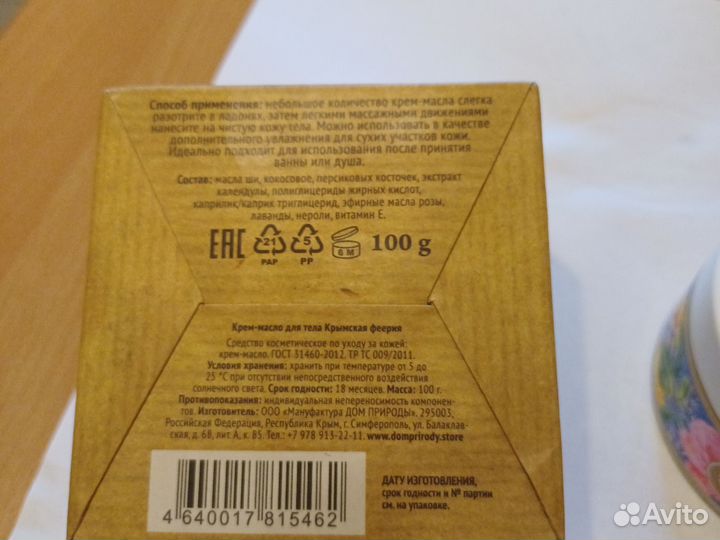 Способ применения: небольшое количество крем-масла слегка
разотрите в ладонях, затем легкими массажными движениями
нанесите на чистую кожу тела. Можно использовать в качестве
дополнительного увлажнения для сухих участков кожи.
Идеально подходит для использования после принятия
ванны или душа.
Состав: масла ши, кокосовое, персиковых косточек, экстракт
календулы, полиглицериды жирных кислот,
каприлик/каприк триглицерид, эфирные масла розы,
лаванды, нероли, витамин Е.
EAC 21 PAP 5 PP 6 M 100 g
Крем-масло для тела Крымская феерия
Средство косметическое по уходу за кожей:
крем-масло. ГОСТ 31460-2012. ТР ТС 009/2011.
Условия хранения: хранить при температуре от 5 до
25 °С при отсутствии непосредственного воздействия
солнечного света. Срок годности: 18 месяцев. Масса: 100 г.
Противопоказания: индивидуальная непереносимость компонен-
тов. Изготовитель: ООО «Мануфактура ДОМ ПРИРОДЫ». 295003,
Российская Федерация, Республика Крым, г. Симферополь, ул. Балаклав-
ская, д. 68, лит А, к. 85. Тел.: +7 978 913-22-11. www.domprirody.store
4 640017 815462
ДАТУ ИЗГОТОВЛЕНИЯ,
срок годности и № партии
см. на упаковке.
Avito